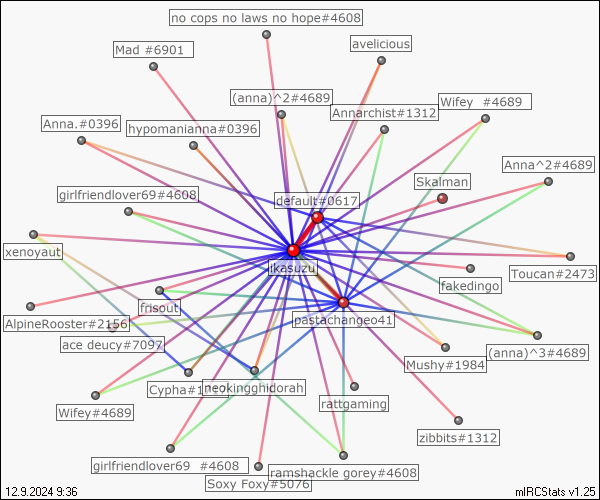 no cops no laws no hope#4608
Mad #6901
avelicious
(anna)^2#4689
Annarchist#1312
Wifey  #4689
Anna.#0396
hypomanianna#0396
Anna^2#4689
Skalman
girlfriendlover69#4608
default#0617
xenoyaut
ikasuzu
Toucan#2473
fakedingo
frisout
AlpineRooster#2156
pastachangeo41
ace deucy#7097
(anna)^3#4689
Mushy#1984
neokingghidorah
Wifey#4689
rattgaming
zibbits#1312
girlfriendlover69  #4608
ramshackle gorey#4608
Soxy Foxy#5076
12.9.2024 9:36
mIRCStats v1.25